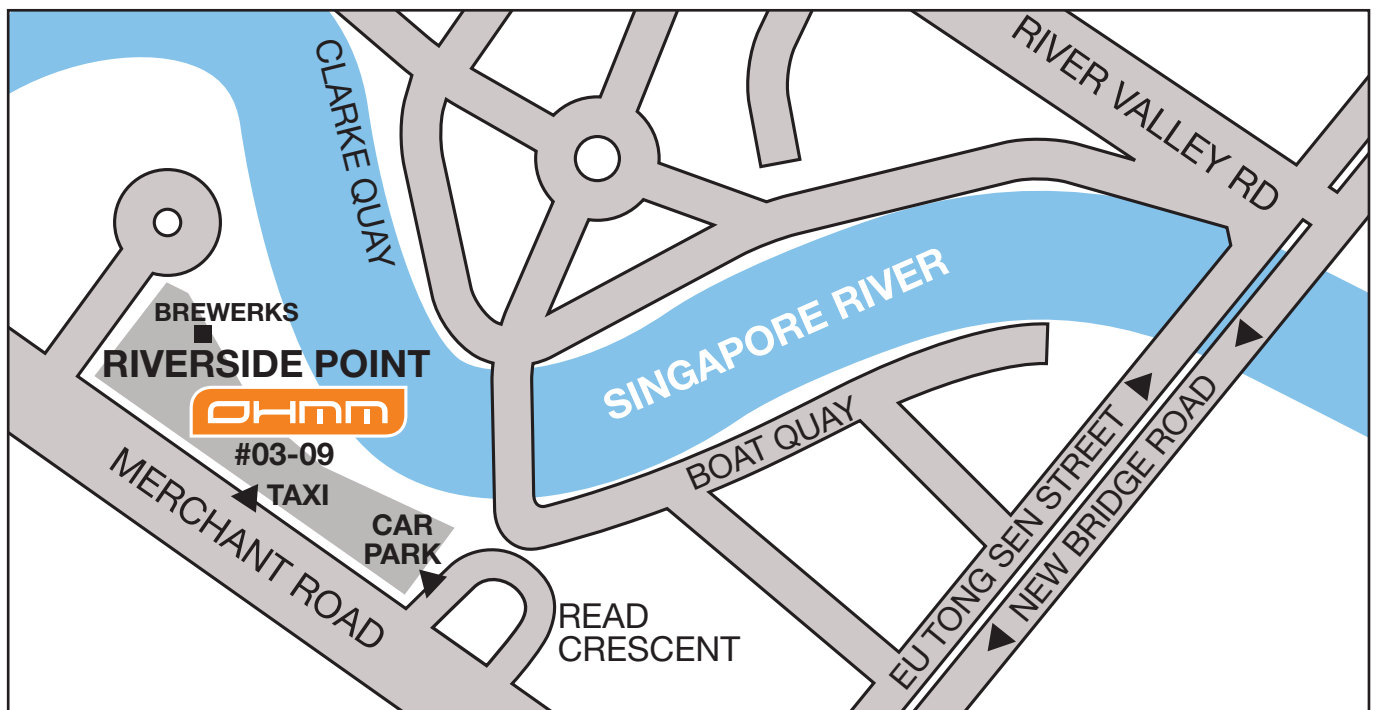 CLARKE QUAY
RIVER VALLEY RD
BREWERKS
RIVERSIDE POINT
OHMM
#03-09
TAXI
CAR
PARK
MERCHANT ROAD
READ
CRESCENT
SINGAPORE RIVER
BOAT QUAY
EU TONG SEN STREET
NEW BRIDGE ROAD